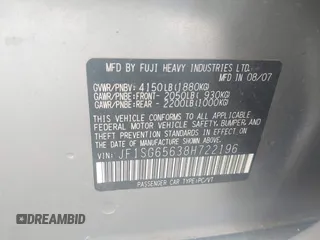 MFD BY FUJI HEAVY INDUSTRIES LTD.
MFD IN 08/07
GVWR/PNBV: 4150LB(1880KG)
GAWR/PNBE:FRONT- 2050LB( 930KG)
GAWR/PNBE:REAR - 2200LB(1000KG)
THIS VEHICLE CONFORMS TO ALL APPLICABLE
FEDERAL MOTOR VEHICLE SAFETY AND THEFT
PREVENTION STANDARDS IN EFFECT ON THE
DATE OF MANUFACTURE SHOWN ABOVE.
VIN: JF1SG65638H722196
PASSENGER CAR TYPE:PC/VT